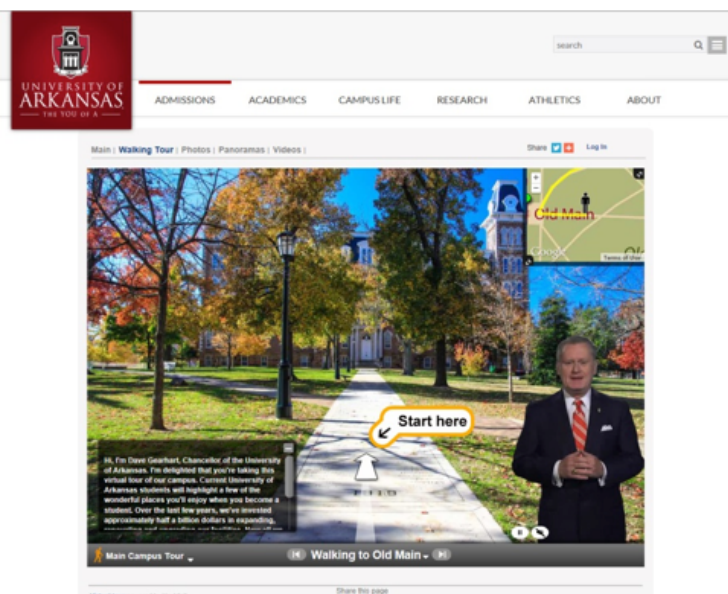 search
UNIVERSITY OF
ARKANSAS
THE YOU OF A
ADMISSIONS ACADEMICS CAMPUS LIFE RESEARCH ATHLETICS ABOUT
Main | Walking Tour | Photos | Panoramas | Videos |
Share Log In
Old Main
Google
Terms of Use
Start here
Hi, I'm Dave Gearhart, Chancellor of the University
of Arkansas. I'm delighted that you're taking this
virtual tour of our campus. Current University of
Arkansas students will highlight a few of the
wonderful places you'll enjoy when you become a
student. Over the last few years, we've invested
approximately half a billion dollars in expanding,
Main Campus Tour
Walking to Old Main
Share this page